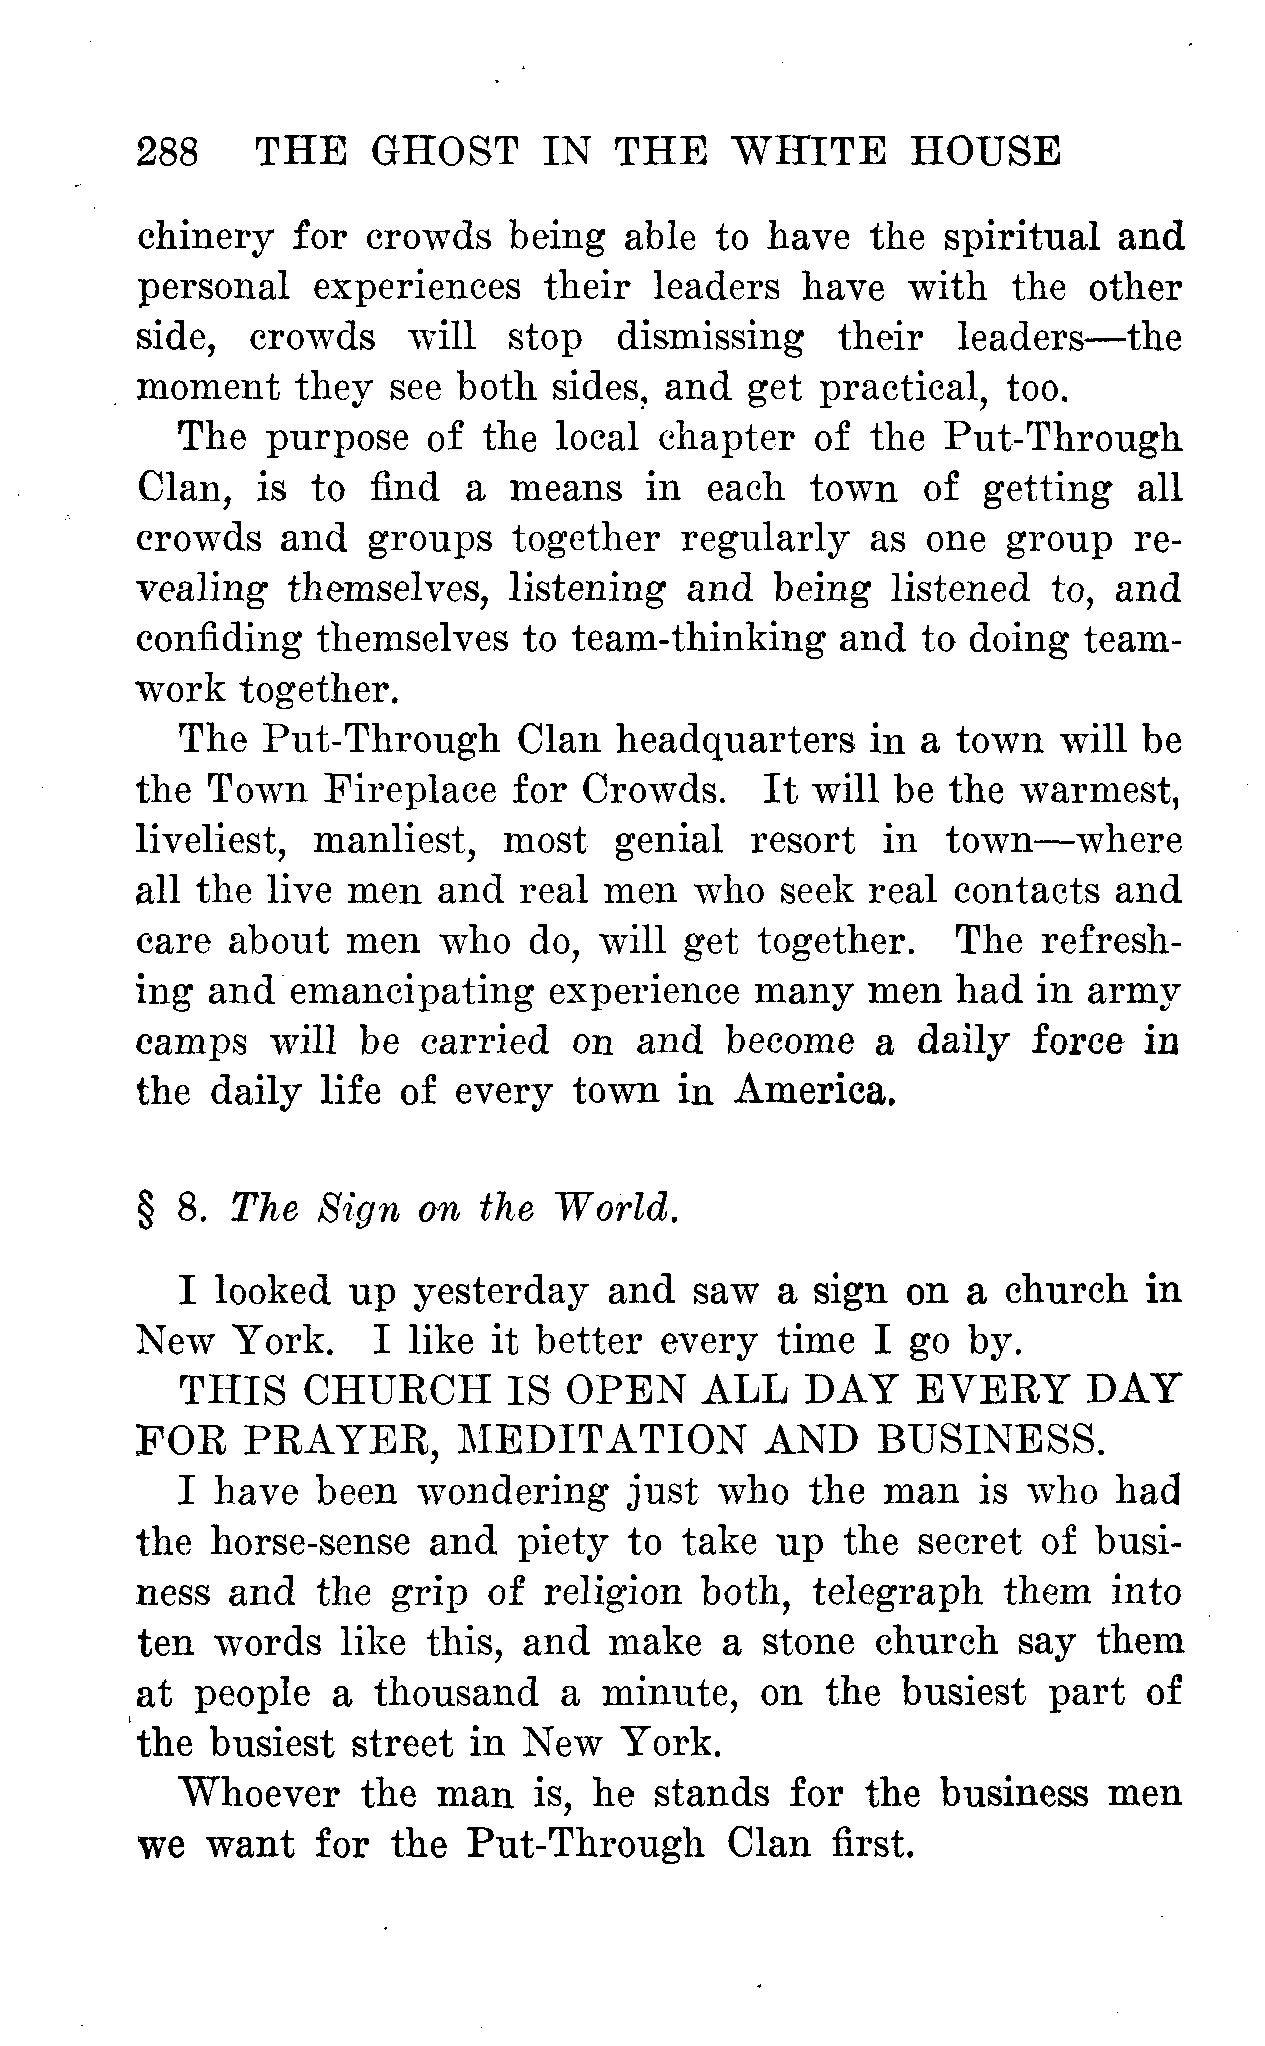 288 THE GHOST IN THE WHITE HOUSE
chinery for crowds being able to have the spiritual and
personal experiences their leaders have with the other
side, crowds will stop dismissing their leaders—the
moment they see both sides, and get practical, too.
The purpose of the local chapter of the Put-Through
Clan, is to find a means in each town of getting all
crowds and groups together regularly as one group re-
vealing themselves, listening and being listened to, and
confiding themselves to team-thinking and to doing team-
work together.
The Put-Through Clan headquarters in a town will be
the Town Fireplace for Crowds. It will be the warmest,
liveliest, manliest, most genial resort in town—where
all the live men and real men who seek real contacts and
care about men who do, will get together. The refresh-
ing and emancipating experience many men had in army
camps will be carried on and become a daily force in
the daily life of every town in America.
§ 8. The Sign on the World.
I looked up yesterday and saw a sign on a church in
New York. I like it better every time I go by.
THIS CHURCH IS OPEN ALL DAY EVERY DAY
FOR PRAYER, MEDITATION AND BUSINESS.
I have been wondering just who the man is who had
the horse-sense and piety to take up the secret of busi-
ness and the grip of religion both, telegraph them into
ten words like this, and make a stone church say them
at people a thousand a minute, on the busiest part of
the busiest street in New York.
Whoever the man is, he stands for the business men
we want for the Put-Through Clan first.